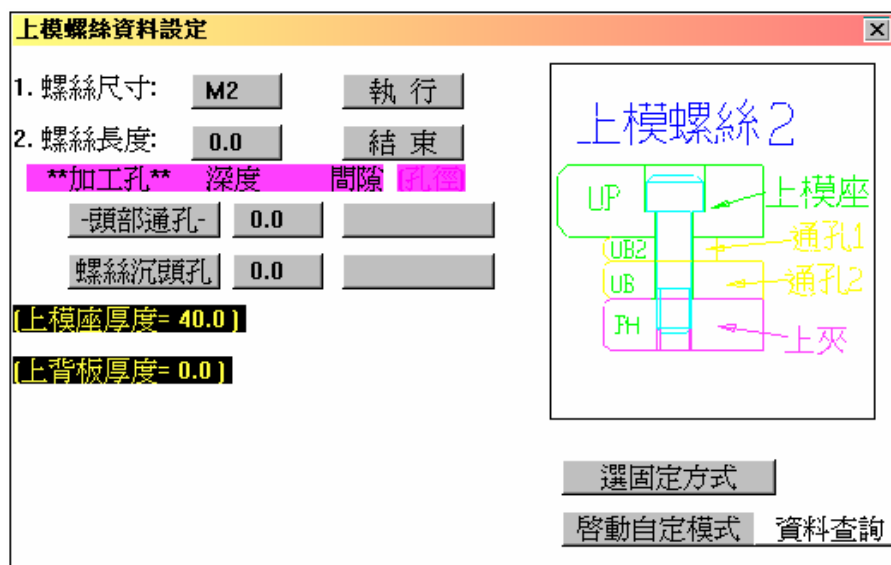 上模螺絲資料設定
1. 螺絲尺寸: M2 執 行
2. 螺絲長度: 0.0 結 束
**加工孔** 深度 間隙 [孔徑]
-頭部通孔- 0.0
螺絲沉頭孔 0.0
[上模座厚度= 40.0 ]
[上背板厚度= 0.0 ]
上模螺絲2
UP 上模座
UB2 通孔1
UB 通孔2
PH 上夾
選固定方式
啓動自定模式 資料查詢